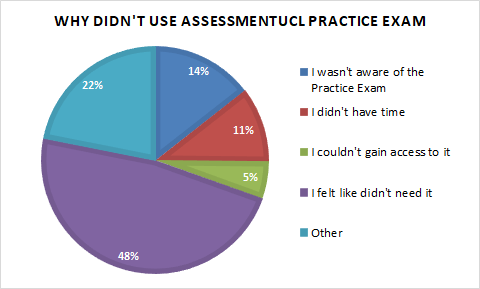 WHY DIDN'T USE ASSESSMENTUCL PRACTICE EXAM
14%
11%
5%
48%
22%
I wasn't aware of the
Practice Exam
I didn't have time
I couldn't gain access to it
I felt like didn't need it
Other